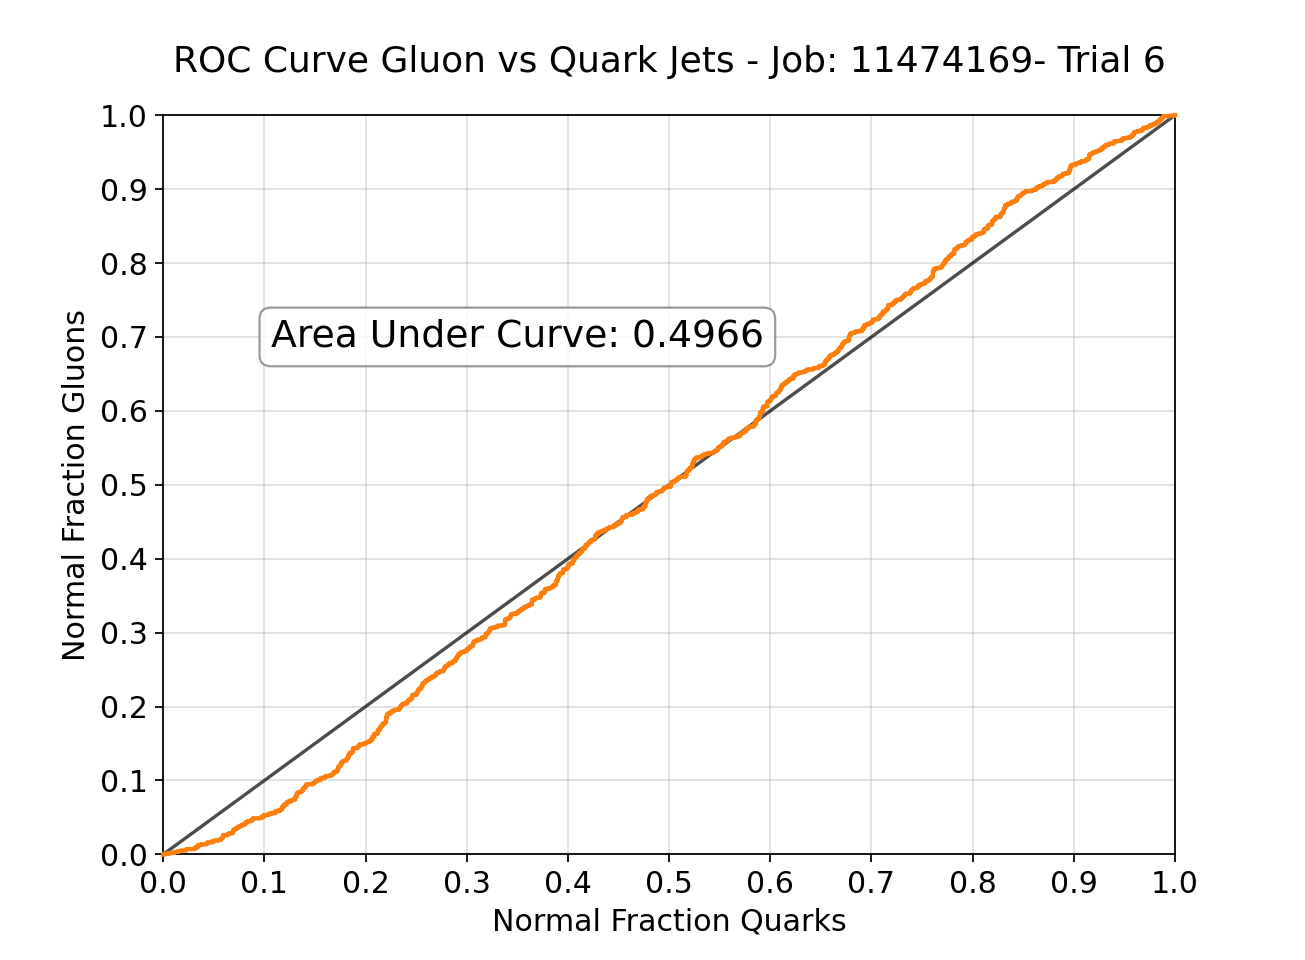 ROC Curve Gluon vs Quark Jets - Job: 11474169- Trial 6
1.0
0.9
0.8
Area Under Curve: 0.4966
0.7
0.6
0.5
0.4
0.3
0.2
0.1
0.0
Normal Fraction Gluons
0.0 0.1 0.2 0.3 0.4 0.5 0.6 0.7 0.8 0.9 1.0
Normal Fraction Quarks